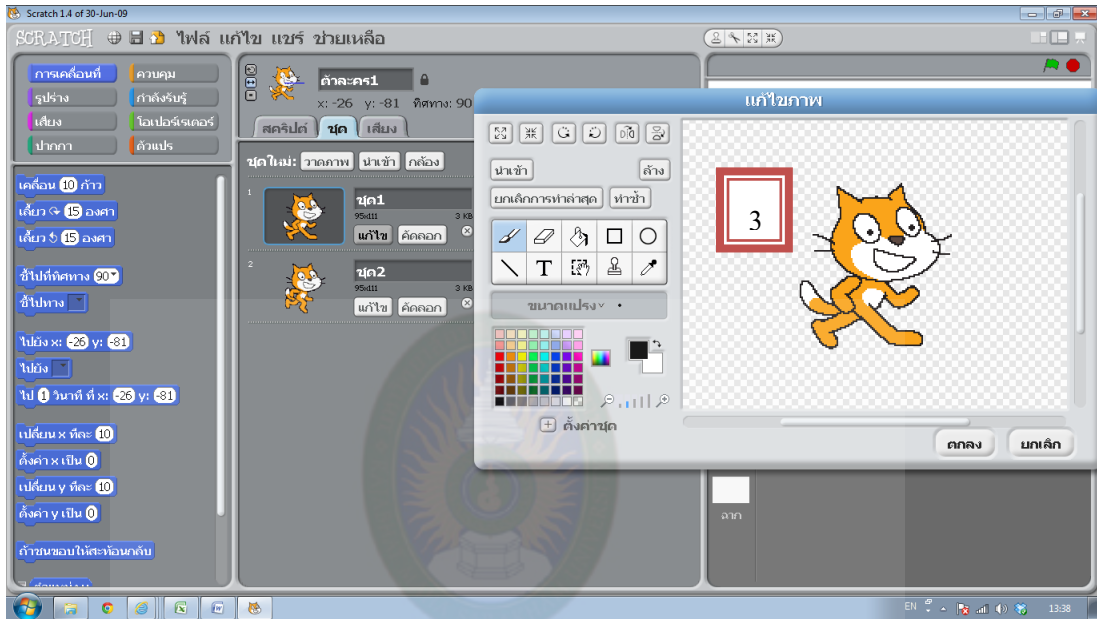 Scratch 1.4 of 30-Jun-09
SCRATCH ไฟล์ แก้ไข แชร์ ช่วยเหลือ
การเคลื่อนที่ ควบคุม
รูปร่าง กำลังรับรู้
เสียง โอเปอร์เรเตอร์
ปากกา ตัวแปร
เคลื่อน 10 ก้าว
เลี้ยว 15 องศา
เลี้ยว 15 องศา
ชี้ไปที่ทิศทาง 90
ชี้ไปทาง
ไปยัง x: -26 y: -81
ไปยัง
ไป 1 วินาที ที่ x: -26 y: -81
เปลี่ยน x ทีละ 10
ตั้งค่า x เป็น 0
เปลี่ยน y ทีละ 10
ตั้งค่า y เป็น 0
ถ้าชนขอบให้สะท้อนกลับ
ตัวละคร1
x: -26 y: -81 ทิศทาง: 90
สคริปต์ ชุด เสียง
ชุดใหม่: วาดภาพ นำเข้า กล้อง
1 ชุด1
95x111 3 KB
แก้ไข คัดลอก
2 ชุด2
95x111 3 KB
แก้ไข คัดลอก
แก้ไขภาพ
นำเข้า ล้าง
ยกเลิกการทำล่าสุด ทำซ้ำ
T
ขนาดแปรง
ตั้งค่าชุด
3
ตกลง ยกเลิก
ฉาก
EN 13:38